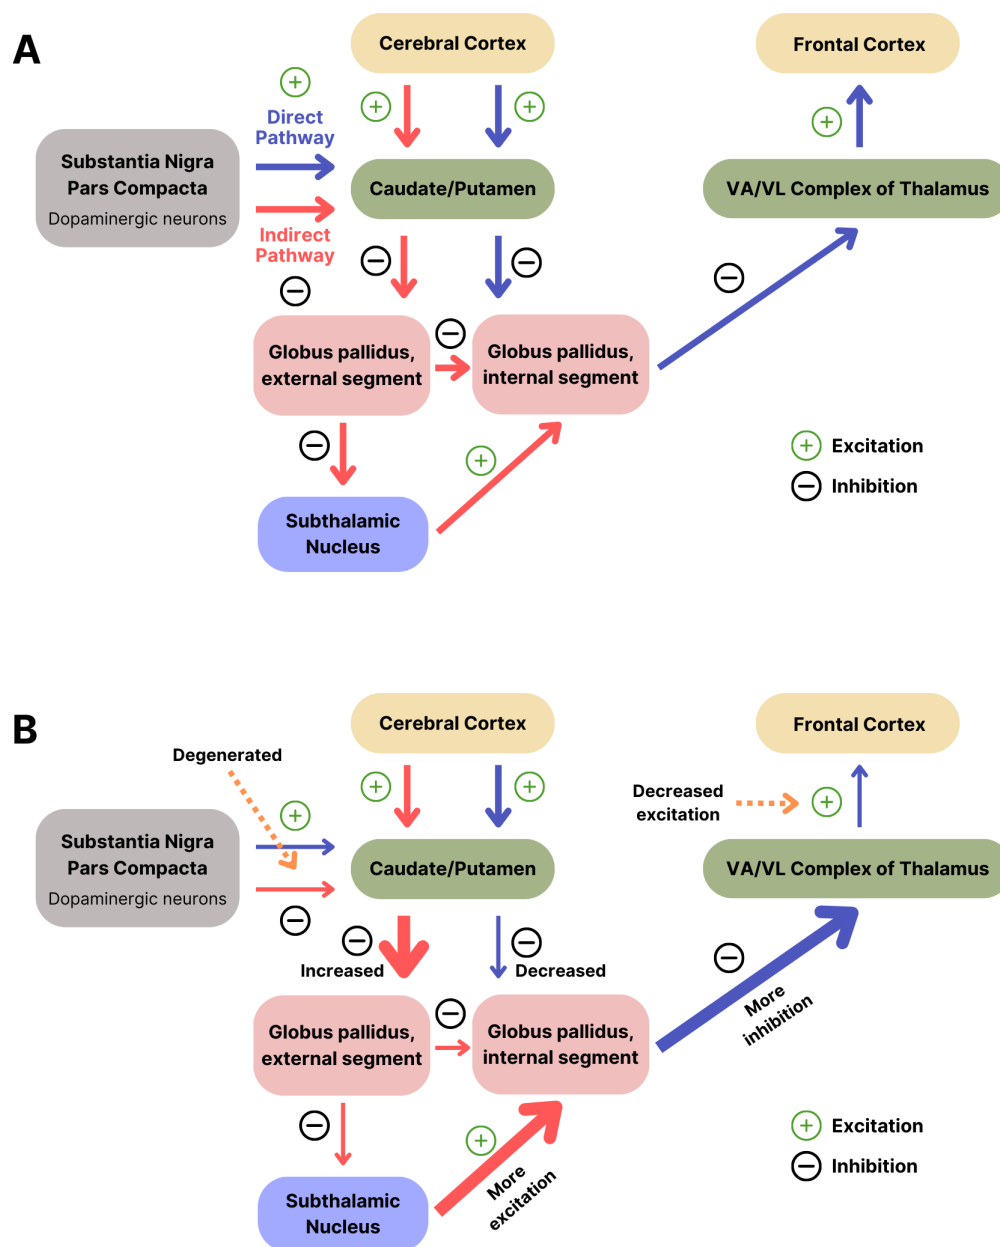 A
Cerebral Cortex
Frontal Cortex
+
Direct
Pathway
+
+
+
Substantia Nigra
Pars Compacta
Dopaminergic neurons
Caudate/Putamen
VA/VL Complex of Thalamus
Indirect
Pathway
−
−
−
−
−
Globus pallidus,
external segment
Globus pallidus,
internal segment
−
+
+ Excitation
− Inhibition
Subthalamic
Nucleus
B
Cerebral Cortex
Frontal Cortex
Degenerated
+
+
+
Decreased
excitation
+
Substantia Nigra
Pars Compacta
Dopaminergic neurons
Caudate/Putamen
VA/VL Complex of Thalamus
−
−
Increased
−
Decreased
−
More
inhibition
−
Globus pallidus,
external segment
Globus pallidus,
internal segment
−
+
More
excitation
+ Excitation
− Inhibition
Subthalamic
Nucleus